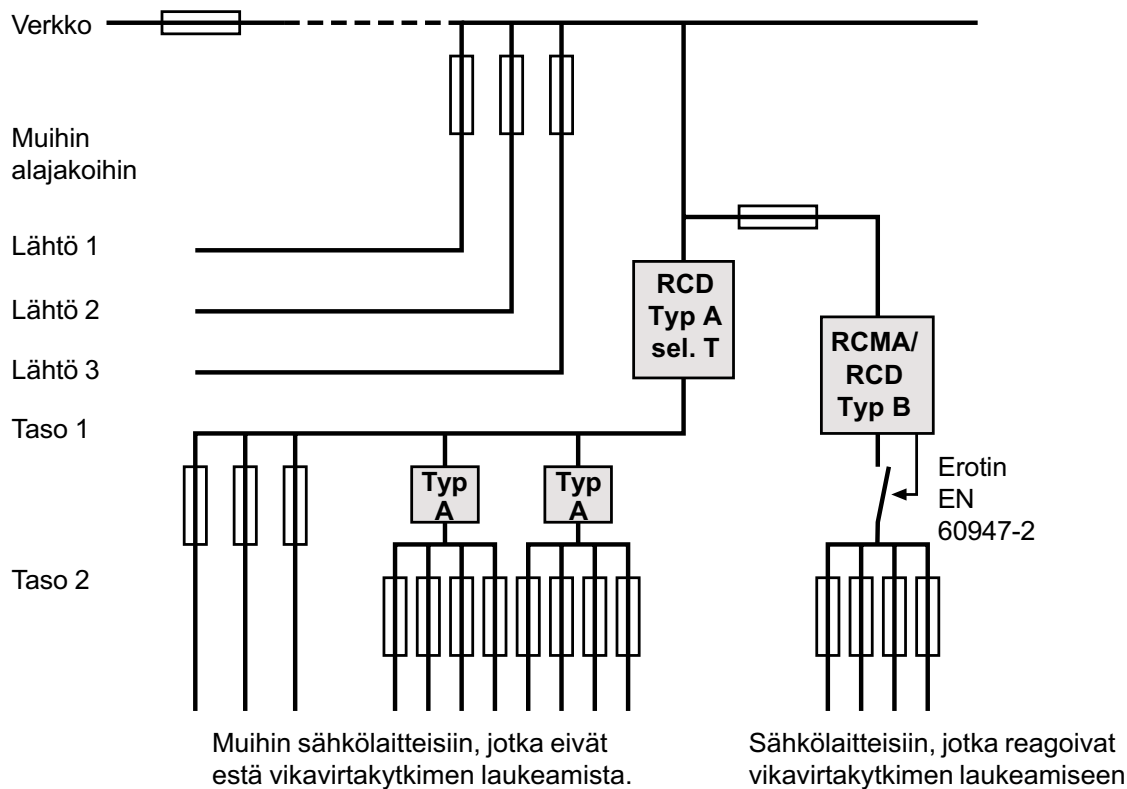 Verkko
Muihin
alajakoihin
Lähtö 1
Lähtö 2
Lähtö 3
Taso 1
Taso 2
RCD
Typ A
sel. T
RCMA/
RCD
Typ B
Typ
A
Typ
A
Erotin
EN
60947-2
Muihin sähkölaitteisiin, jotka eivät
estä vikavirtakytkimen laukeamista.
Sähkölaitteisiin, jotka reagoivat
vikavirtakytkimen laukeamiseen